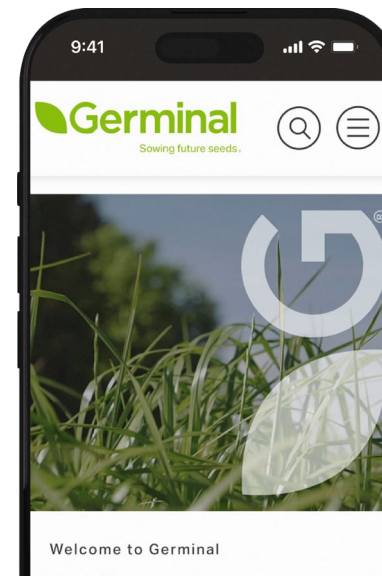 9:41
Germinal
Sowing future seeds.
G
®
Welcome to Germinal